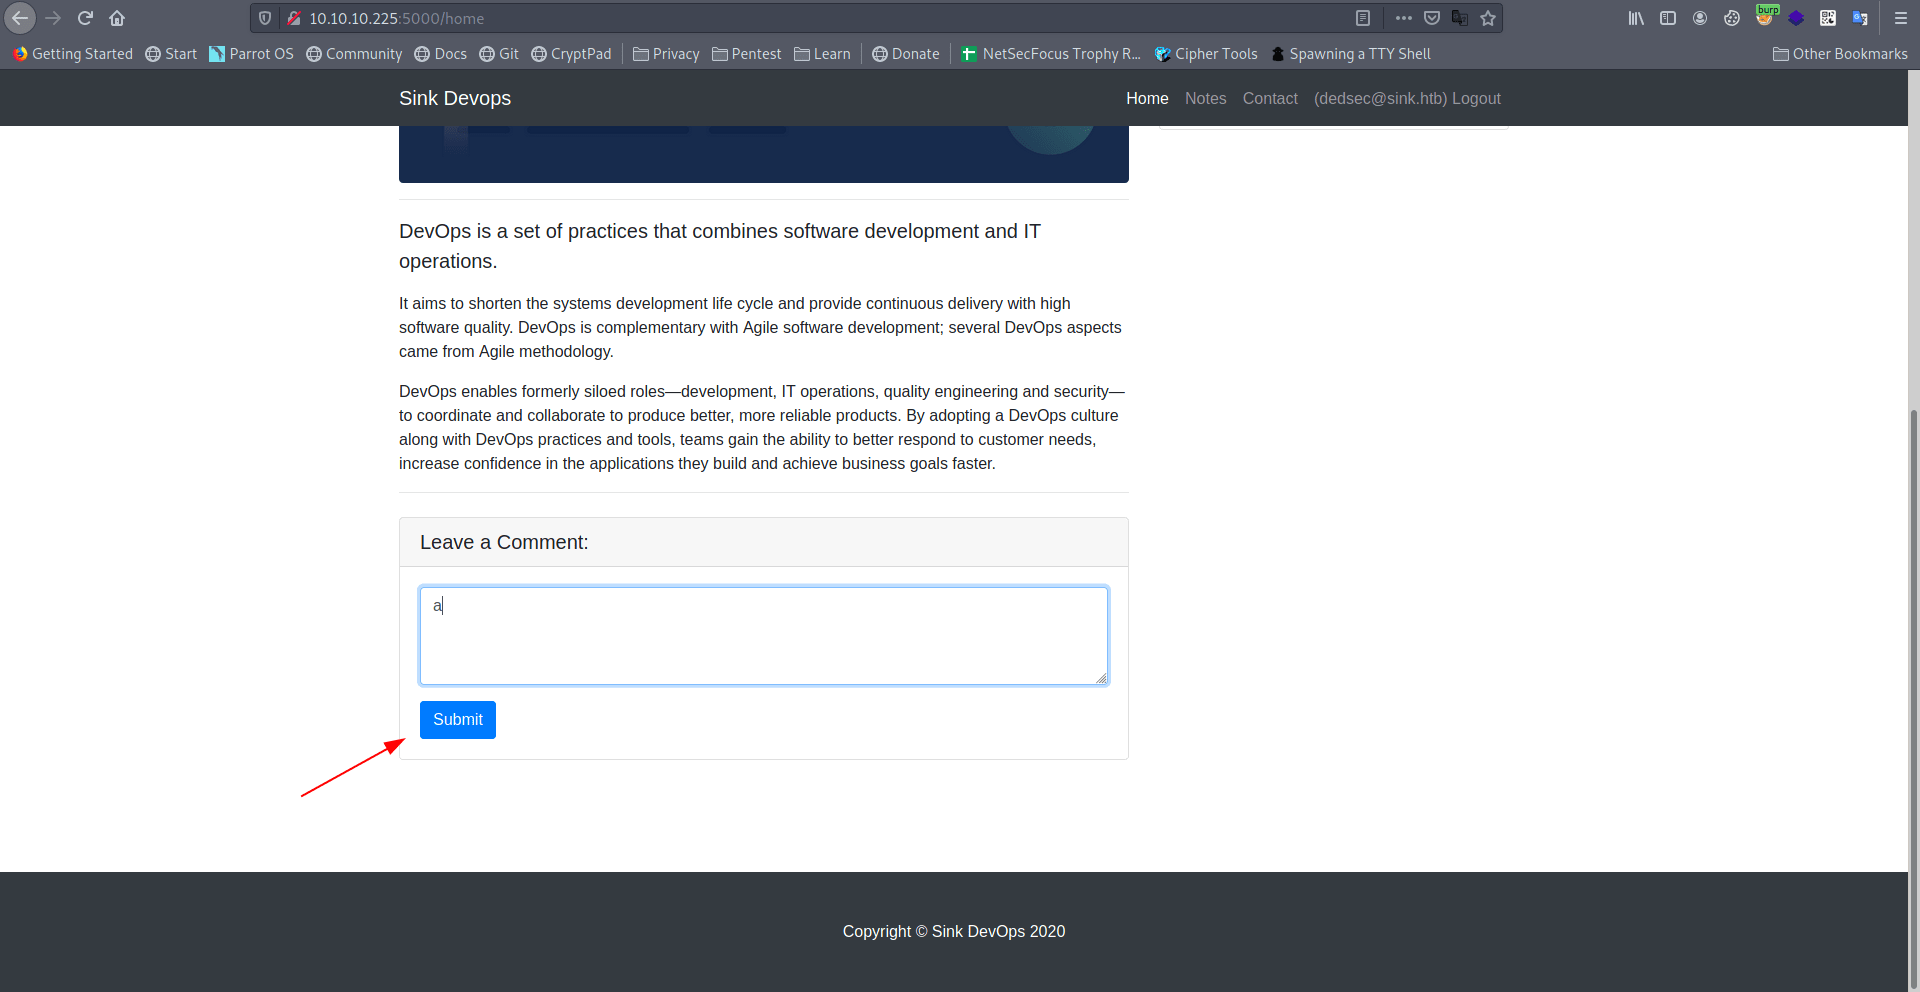 10.10.10.225:5000/home
burp
Getting Started Start Parrot OS Community Docs Git CryptPad Privacy Pentest Learn Donate NetSecFocus Trophy R... Cipher Tools Spawning a TTY Shell Other Bookmarks
Sink Devops Home Notes Contact (dedsec@sink.htb) Logout
DevOps is a set of practices that combines software development and IT
operations.
It aims to shorten the systems development life cycle and provide continuous delivery with high
software quality. DevOps is complementary with Agile software development; several DevOps aspects
came from Agile methodology.
DevOps enables formerly siloed roles—development, IT operations, quality engineering and security—
to coordinate and collaborate to produce better, more reliable products. By adopting a DevOps culture
along with DevOps practices and tools, teams gain the ability to better respond to customer needs,
increase confidence in the applications they build and achieve business goals faster.
Leave a Comment:
a
Submit
Copyright © Sink DevOps 2020